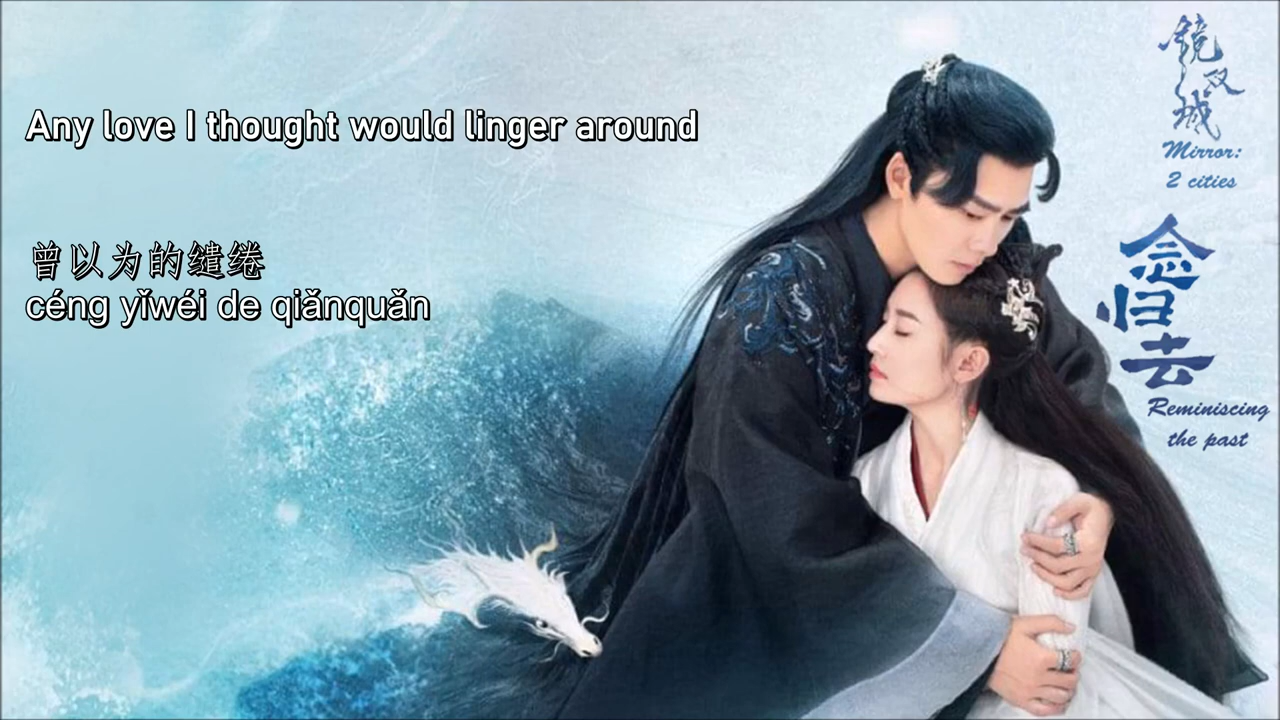 Any love I thought would linger around
曾以为的缱绻
céng yǐwéi de qiǎnquǎn
镜双城
Mirror:
2 cities
念归去
Reminiscing
the past